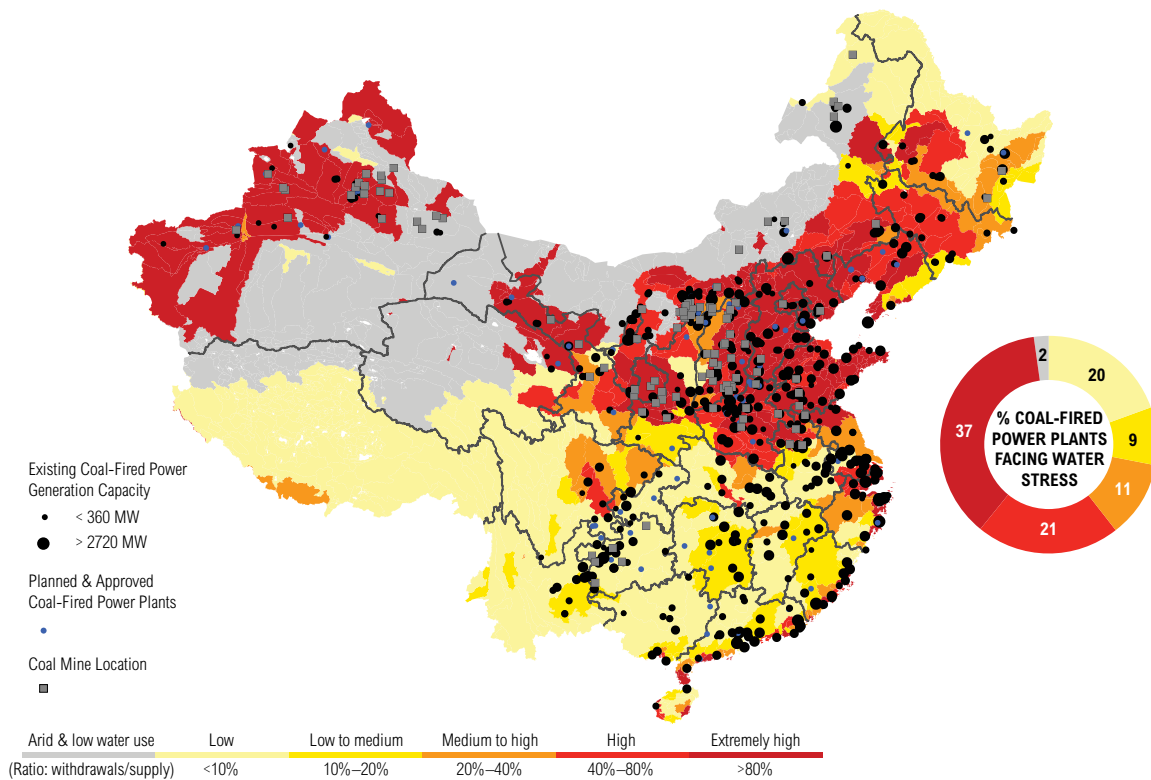 2
20
9
11
21
37
% COAL-FIRED
POWER PLANTS
FACING WATER
STRESS
Existing Coal-Fired Power
Generation Capacity
< 360 MW
> 2720 MW
Planned & Approved
Coal-Fired Power Plants
Coal Mine Location
Arid & low water use Low Low to medium Medium to high High Extremely high
(Ratio: withdrawals/supply) <10% 10%–20% 20%–40% 40%–80% >80%